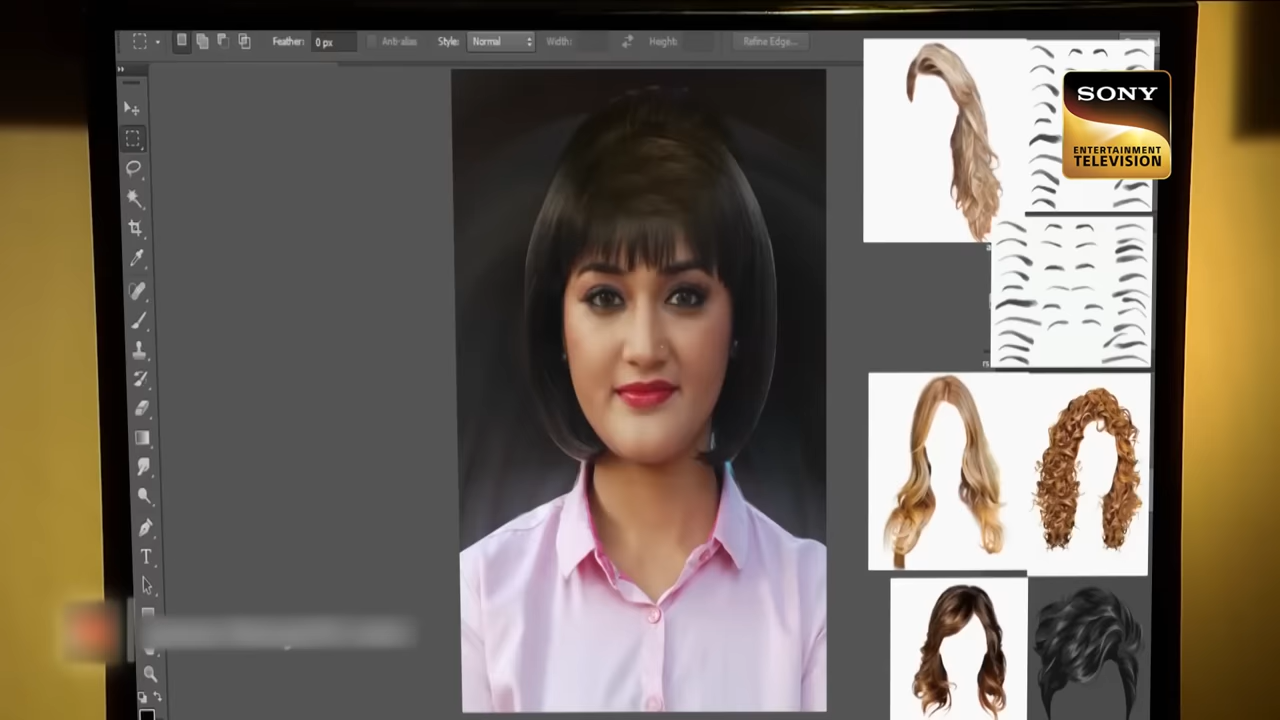 Feather: 0 px Anti-alias Style: Normal Width: Height: Refine Edge...
SONY
ENTERTAINMENT
TELEVISION
T